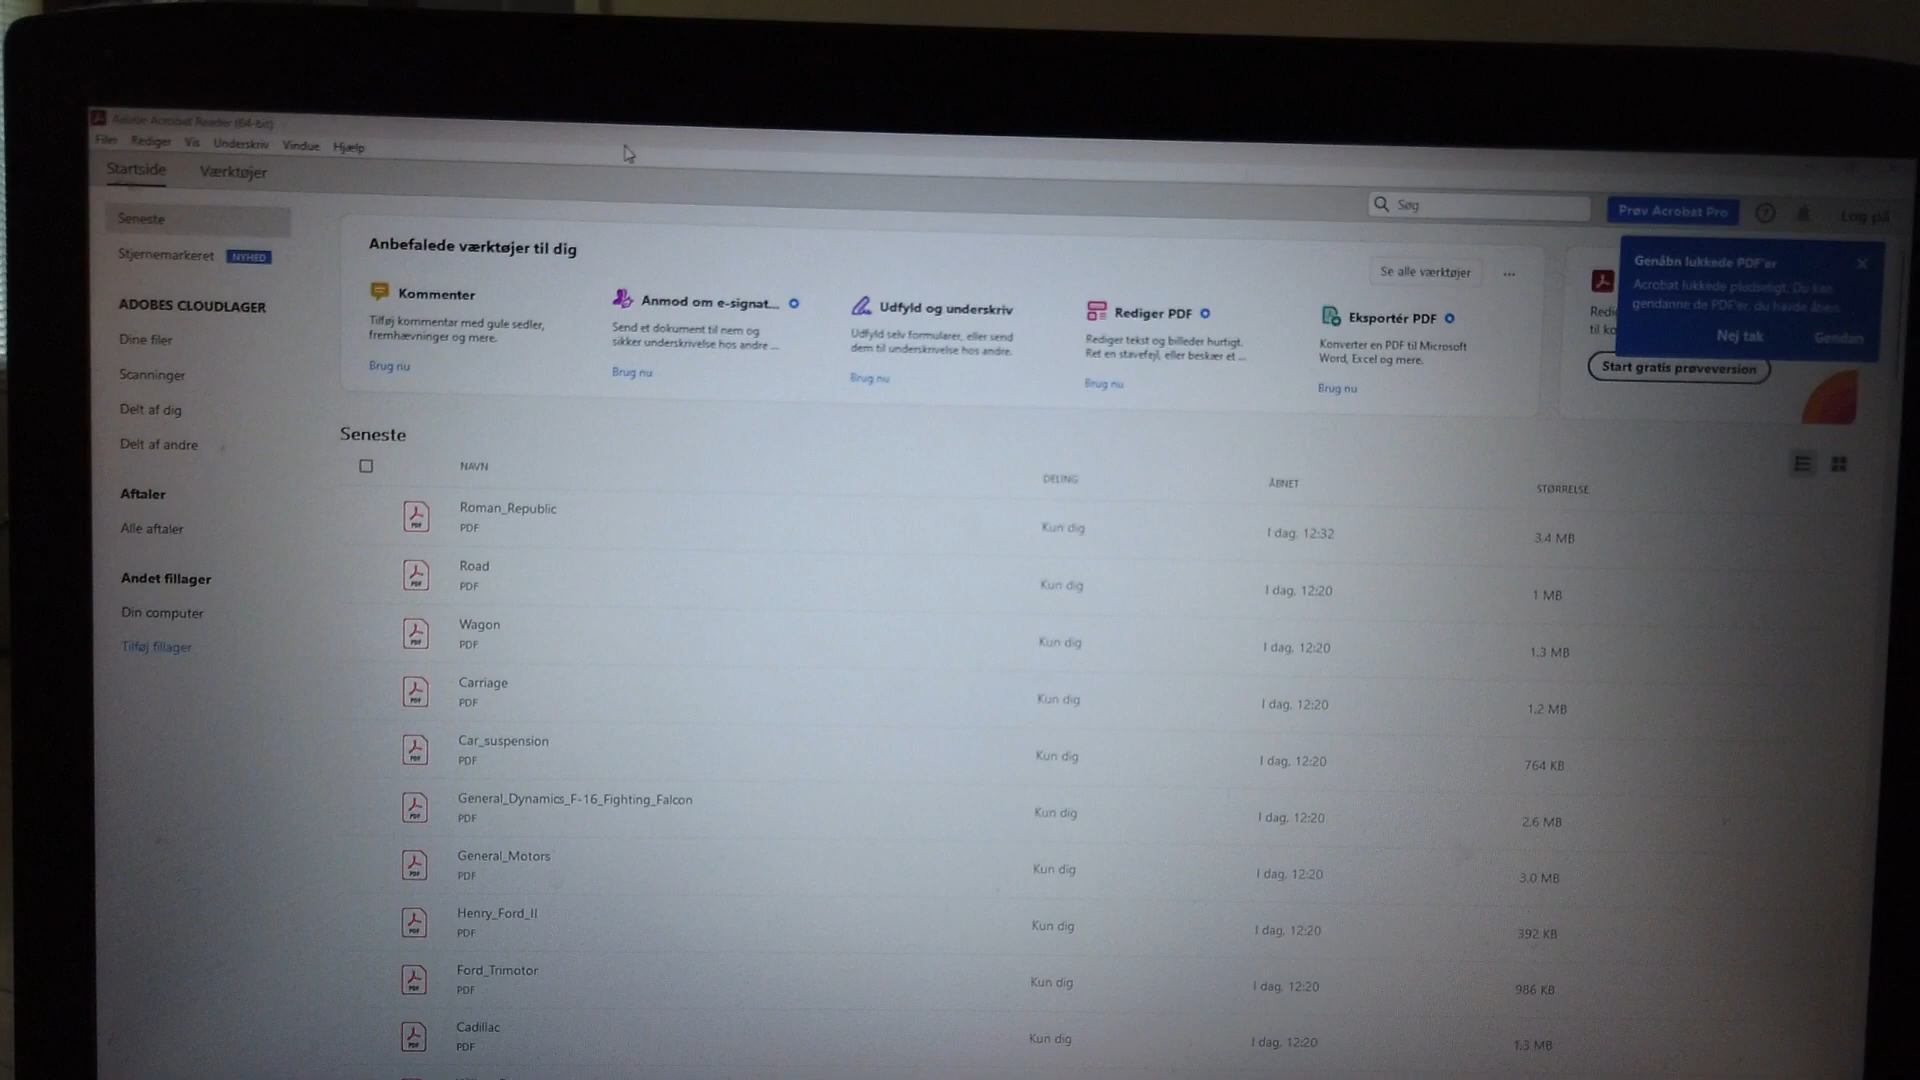 Adobe Acrobat Reader (64-bit)
Filer Rediger Vis Underskriv Vindue Hjælp
Startside Værktøjer
Søg
Prøv Acrobat Pro
Log på
Seneste
Stjernemarkeret NYHED
ADOBES CLOUDLAGER
Dine filer
Scanninger
Delt af dig
Delt af andre
Aftaler
Alle aftaler
Andet fillager
Din computer
Tilføj fillager
Anbefalede værktøjer til dig
Se alle værktøjer ...
Kommenter
Tilføj kommentar med gule sedler,
fremhævninger og mere.
Brug nu
Anmod om e-signat...
Send et dokument til nem og
sikker underskrivelse hos andre ...
Brug nu
Udfyld og underskriv
Udfyld selv formularer, eller send
dem til underskrivelse hos andre.
Brug nu
Rediger PDF
Rediger tekst og billeder hurtigt.
Ret en stavefejl, eller beskær et ...
Brug nu
Eksportér PDF
Konverter en PDF til Microsoft
Word, Excel og mere.
Brug nu
Genåbn lukkede PDF'er
Acrobat lukkede pludseligt. Du kan
gendanne de PDF'er, du havde åben.
Nej tak Gendan
Redi
til ko
Start gratis prøveversion
Seneste
NAVN DELING ÅBNET STØRRELSE
Roman_Republic
PDF Kun dig I dag, 12:32 3.4 MB
Road
PDF Kun dig I dag, 12:20 1 MB
Wagon
PDF Kun dig I dag, 12:20 1.3 MB
Carriage
PDF Kun dig I dag, 12:20 1.2 MB
Car_suspension
PDF Kun dig I dag, 12:20 764 KB
General_Dynamics_F-16_Fighting_Falcon
PDF Kun dig I dag, 12:20 2.6 MB
General_Motors
PDF Kun dig I dag, 12:20 3.0 MB
Henry_Ford_II
PDF Kun dig I dag, 12:20 392 KB
Ford_Trimotor
PDF Kun dig I dag, 12:20 986 KB
Cadillac
PDF Kun dig I dag, 12:20 1.3 MB